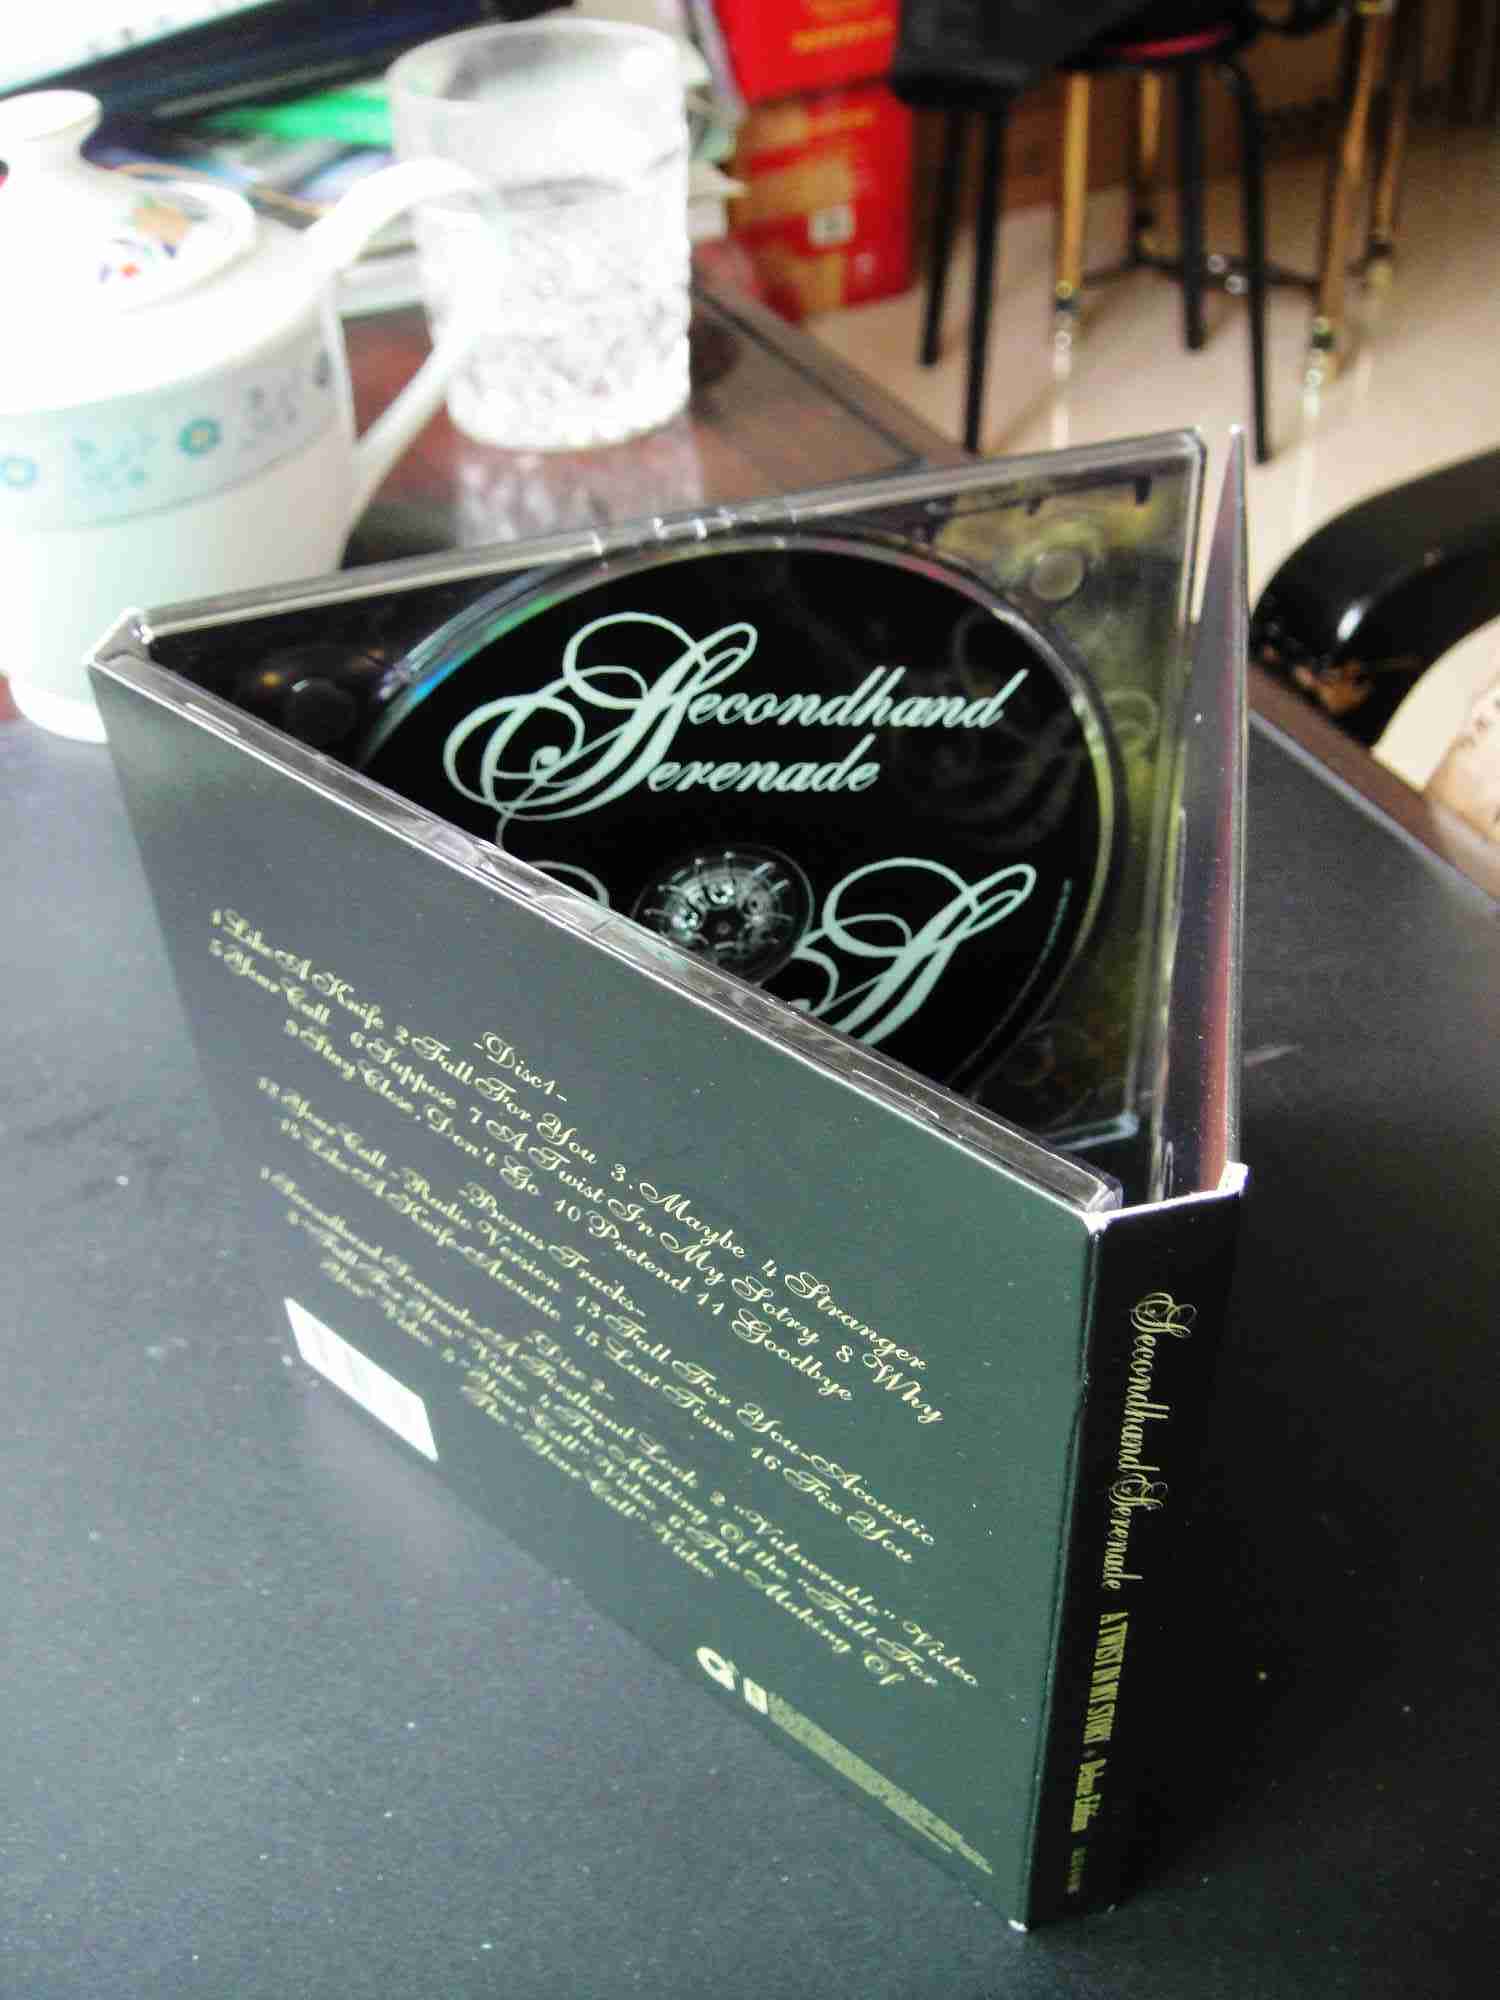 Secondhand
Serenade
-Disc1-
1 Like A Knife 2 Fall For You 3. Maybe 4 Stranger
5 Your Call 6 Suppose 7 A Twist In My Sotry 8 Why
9 Stay Close, Don't Go 10 Pretend 11 Goodbye
-Bonus Tracks-
12 Your Call -Radio Version 13 Fall For You-Acoustic
Like A Knife-Acoustic 15 Last Time 16 Fix You
-Disc 2-
1 Secondhand Serenade: A Firsthand Look 2 "Vulnerable" Video
3 "Fall For You" Video 4 "Your Call" Video 5 The Making Of the "Fall For
You" Video 6 The Making Of
The "Your Call" Video
Secondhand Serenade A TWIST IN MY STORY • Deluxe Edition